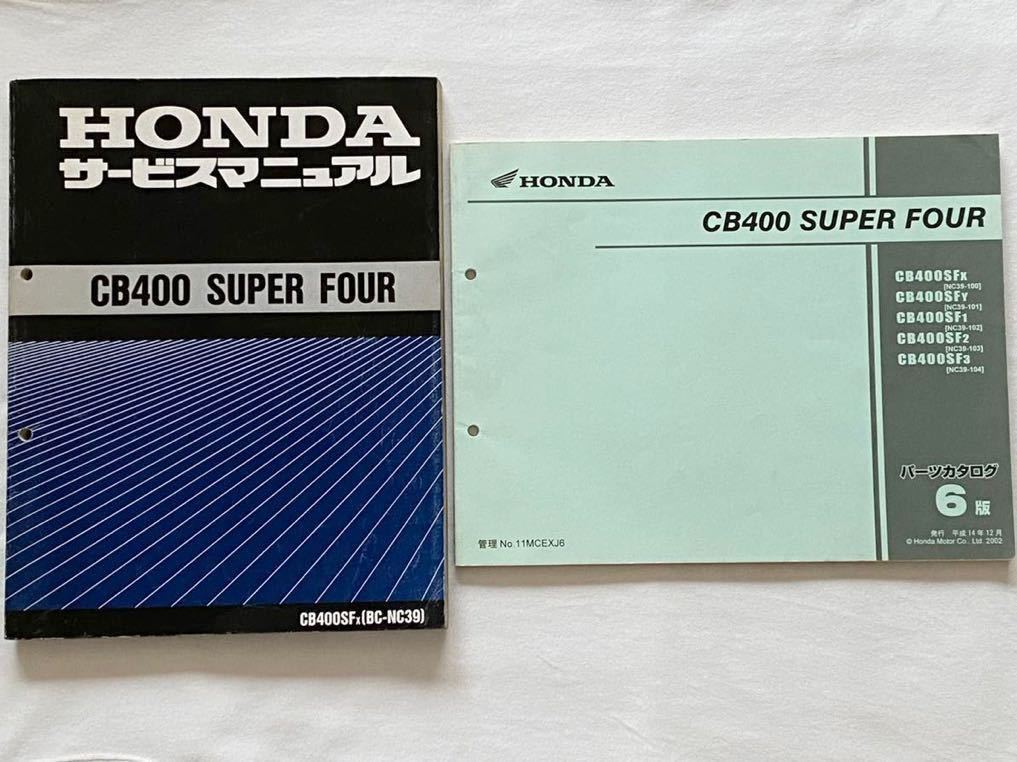 HONDA
サービスマニュアル
CB400 SUPER FOUR
CB400SFX(BC-NC39)
HONDA
CB400 SUPER FOUR
CB400SFX
[NC39-100]
CB400SFY
[NC39-101]
CB400SF1
[NC39-102]
CB400SF2
[NC39-103]
CB400SF3
[NC39-104]
パーツカタログ
6版
発行 平成14年12月
© Honda Motor Co., Ltd. 2002
管理 No.11MCEXJ6